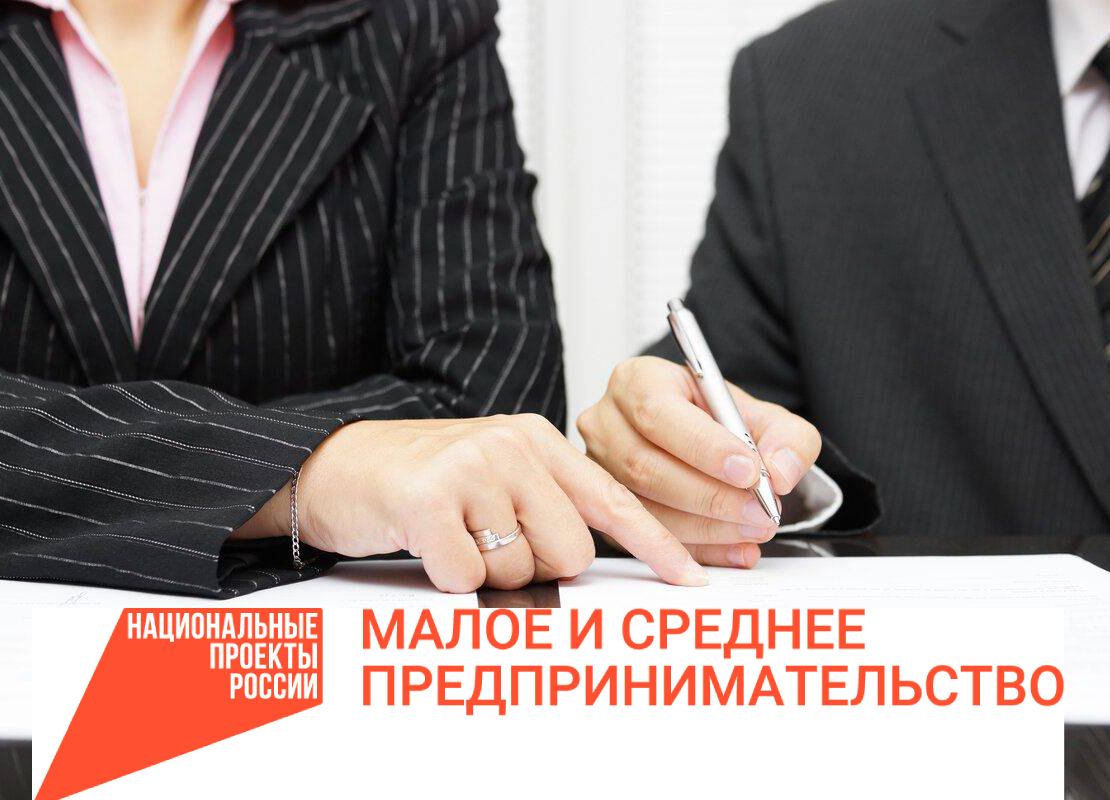 НАЦИОНАЛЬНЫЕ
ПРОЕКТЫ
РОССИИ
МАЛОЕ И СРЕДНЕЕ
ПРЕДПРИНИМАТЕЛЬСТВО